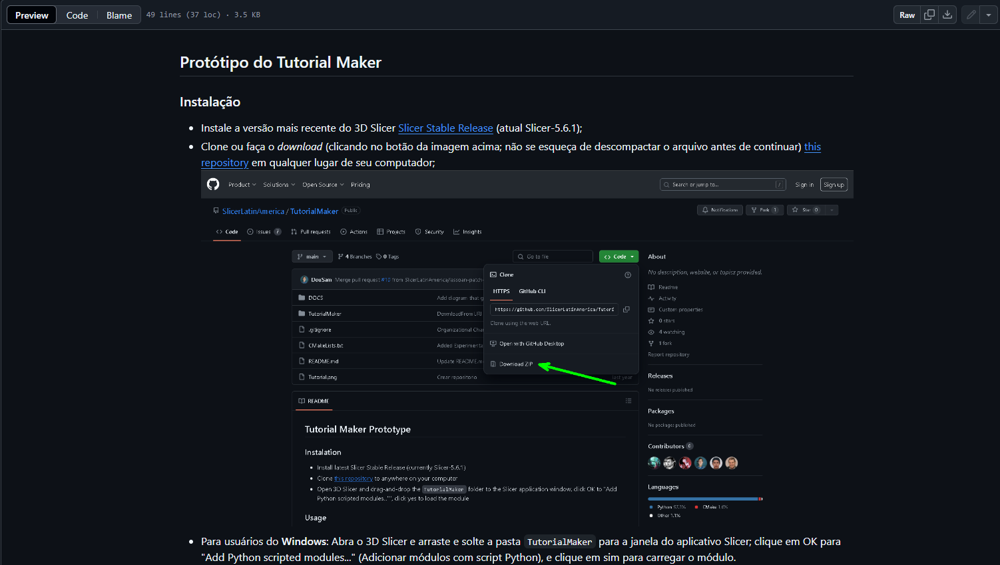 Preview Code Blame 49 lines (37 loc) · 3.5 KB Raw
Protótipo do Tutorial Maker
Instalação
Instale a versão mais recente do 3D Slicer Slicer Stable Release (atual Slicer-5.6.1);
Clone ou faça o download (clicando no botão da imagem acima; não se esqueça de descompactar o arquivo antes de continuar) this
repository em qualquer lugar de seu computador;
Product Solutions Open Source Pricing Search or jump to... / Sign in Sign up
SlicerLatinAmerica / TutorialMaker Public Notifications Fork 1 Star 0
Code Issues 7 Pull requests Actions Projects Security Insights
main 4 Branches 0 Tags Go to file Code
DouSam Merge pull request #10 from SlicerLatinAmerica/lassoan-patch-
DOCS Add diagram that g
TutorialMaker DownloadFromURI
.gitignore Organizational Cha
CMakeLists.txt Added Experimenta
README.md Update README.m
Tutorial.png Crear repositorio last year
Clone
HTTPS GitHub CLI
https://github.com/SlicerLatinAmerica/Tutori
Clone using the web URL.
Open with GitHub Desktop
Download ZIP
About
No description, website, or topics provided.
Readme
Activity
Custom properties
0 stars
4 watching
1 fork
Report repository
Releases
No releases published
Packages
No packages published
Contributors 6
Languages
Python 97.3% CMake 1.6%
Other 1.1%
README
Tutorial Maker Prototype
Instalation
Install latest Slicer Stable Release (currently Slicer-5.6.1)
Clone this repository to anywhere on your computer
Open 3D Slicer and drag-and-drop the TutorialMaker folder to the Slicer application window, click OK to "Add
Python scripted modules..."", click yes to load the module
Usage
Para usuários do Windows: Abra o 3D Slicer e arraste e solte a pasta TutorialMaker para a janela do aplicativo Slicer; clique em OK para
"Add Python scripted modules..." (Adicionar módulos com script Python), e clique em sim para carregar o módulo.